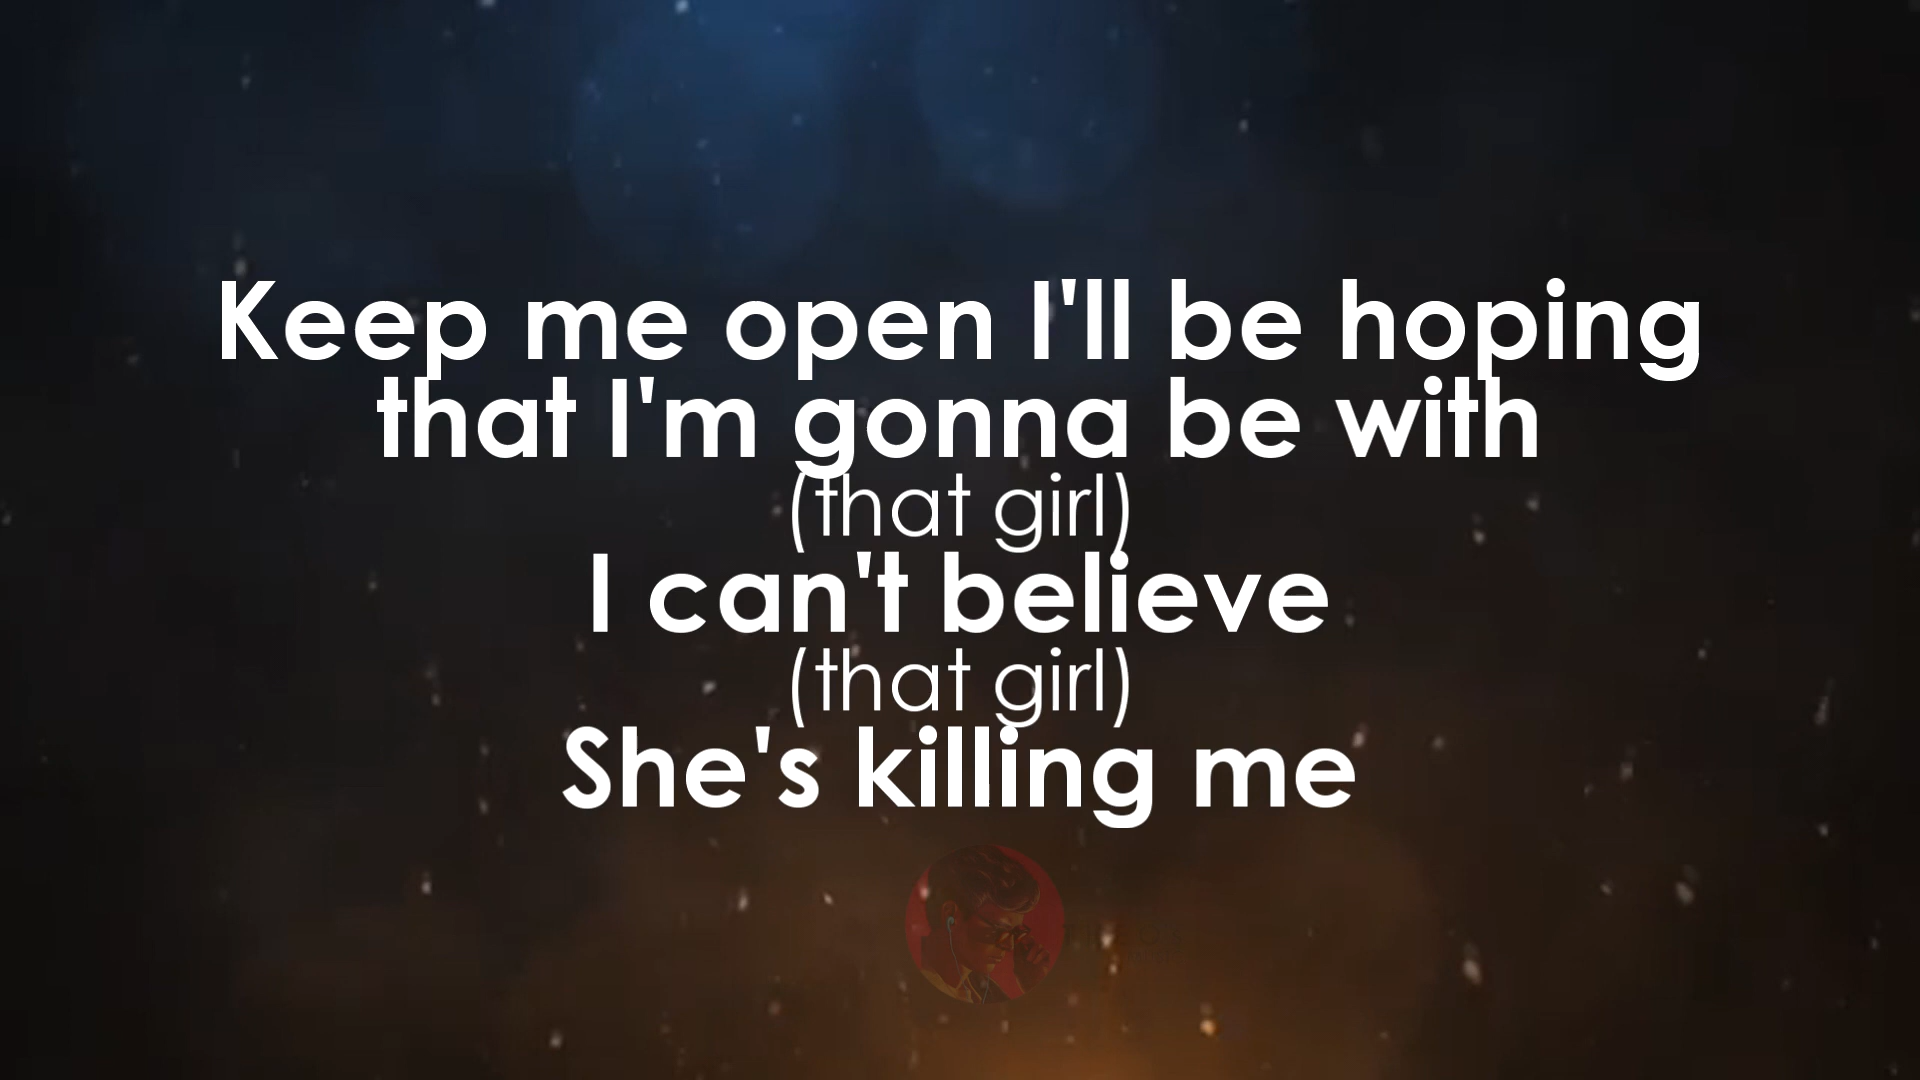 Keep me open I'll be hoping
that I'm gonna be with
(that girl)
I can't believe
(that girl)
She's killing me